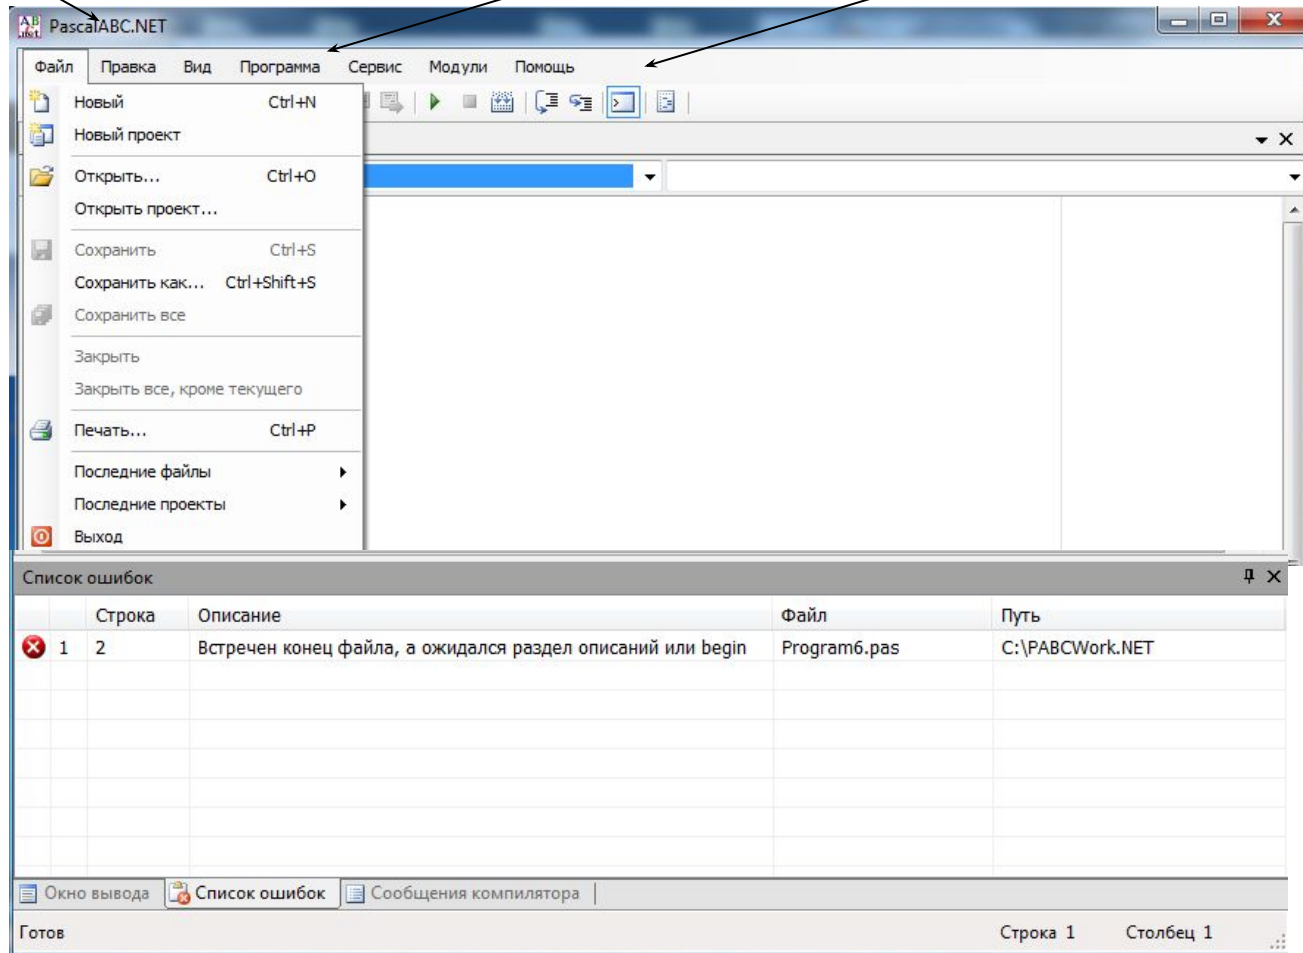 PascalABC.NET
Файл Правка Вид Программа Сервис Модули Помощь
Новый Ctrl+N
Новый проект
Открыть... Ctrl+O
Открыть проект...
Сохранить Ctrl+S
Сохранить как... Ctrl+Shift+S
Сохранить все
Закрыть
Закрыть все, кроме текущего
Печать... Ctrl+P
Последние файлы
Последние проекты
Выход
Список ошибок
Строка Описание Файл Путь
1 2 Встречен конец файла, а ожидался раздел описаний или begin Program6.pas C:\PABCWork.NET
Окно вывода Список ошибок Сообщения компилятора
Готов Строка 1 Столбец 1